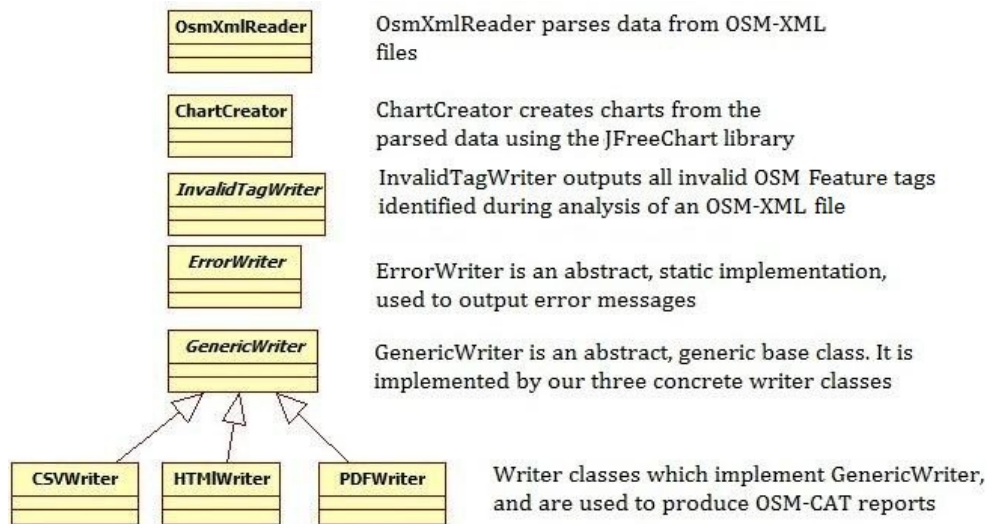 OsmXmlReader
OsmXmlReader parses data from OSM-XML
files
ChartCreator
ChartCreator creates charts from the
parsed data using the JFreeChart library
InvalidTagWriter
InvalidTagWriter outputs all invalid OSM Feature tags
identified during analysis of an OSM-XML file
ErrorWriter
ErrorWriter is an abstract, static implementation,
used to output error messages
GenericWriter
GenericWriter is an abstract, generic base class. It is
implemented by our three concrete writer classes
CSVWriter
HTMlWriter
PDFWriter
Writer classes which implement GenericWriter,
and are used to produce OSM-CAT reports